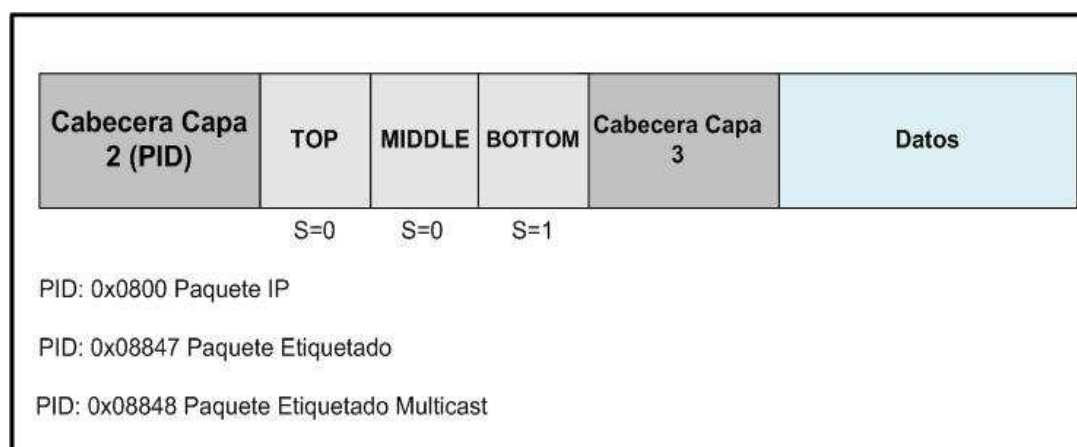 Cabecera Capa
2 (PID)
TOP
MIDDLE
BOTTOM
Cabecera Capa
3
Datos
S=0
S=0
S=1
PID: 0x0800 Paquete IP
PID: 0x08847 Paquete Etiquetado
PID: 0x08848 Paquete Etiquetado Multicast